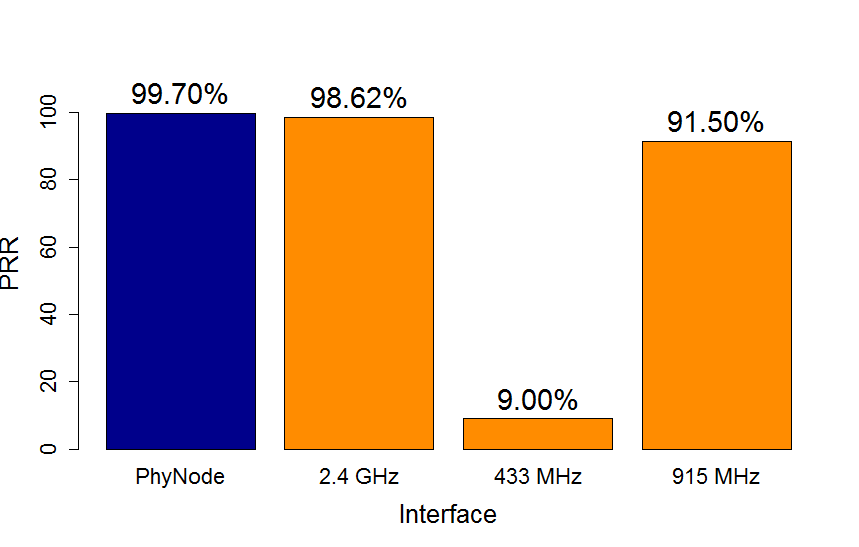 99.70%
98.62%
91.50%
9.00%
100
80
60
40
20
0
PRR
PhyNode
2.4 GHz
433 MHz
915 MHz
Interface